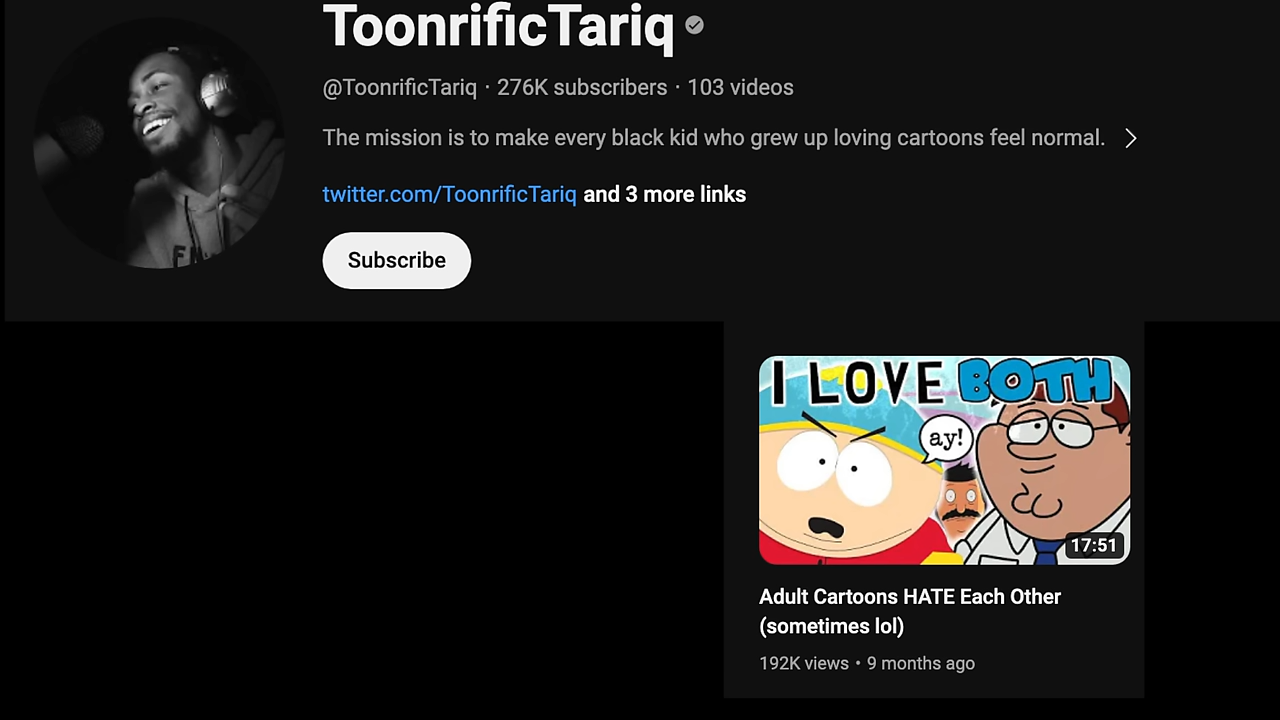 ToonrificTariq
@ToonrificTariq · 276K subscribers · 103 videos
The mission is to make every black kid who grew up loving cartoons feel normal.
twitter.com/ToonrificTariq and 3 more links
Subscribe
I LOVE BOTH
ay!
17:51
Adult Cartoons HATE Each Other
(sometimes lol)
192K views • 9 months ago